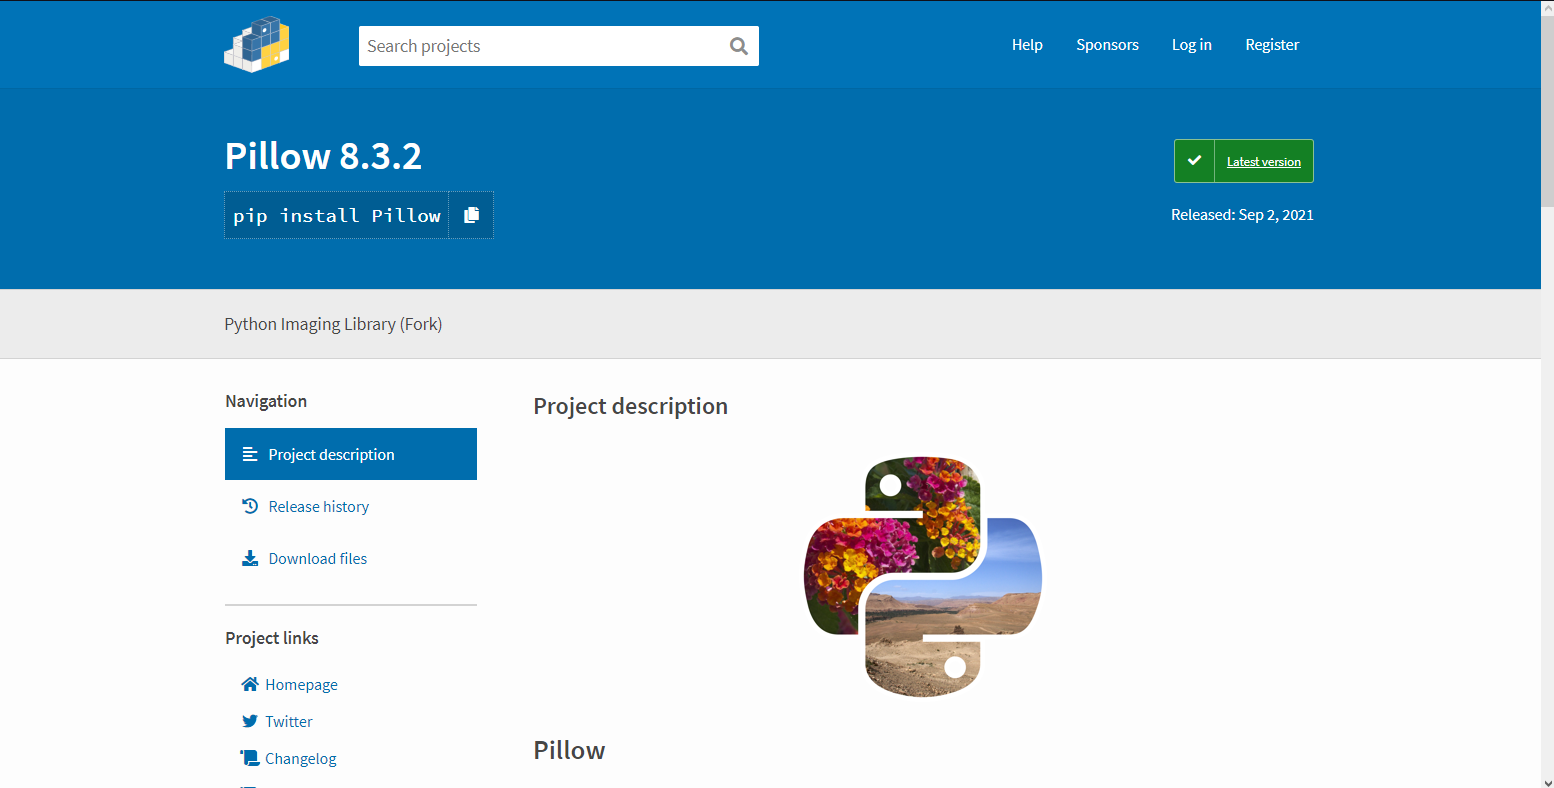 Search projects
Help
Sponsors
Log in
Register
Pillow 8.3.2
pip install Pillow
Latest version
Released: Sep 2, 2021
Python Imaging Library (Fork)
Navigation
Project description
Release history
Download files
Project links
Homepage
Twitter
Changelog
Project description
Pillow